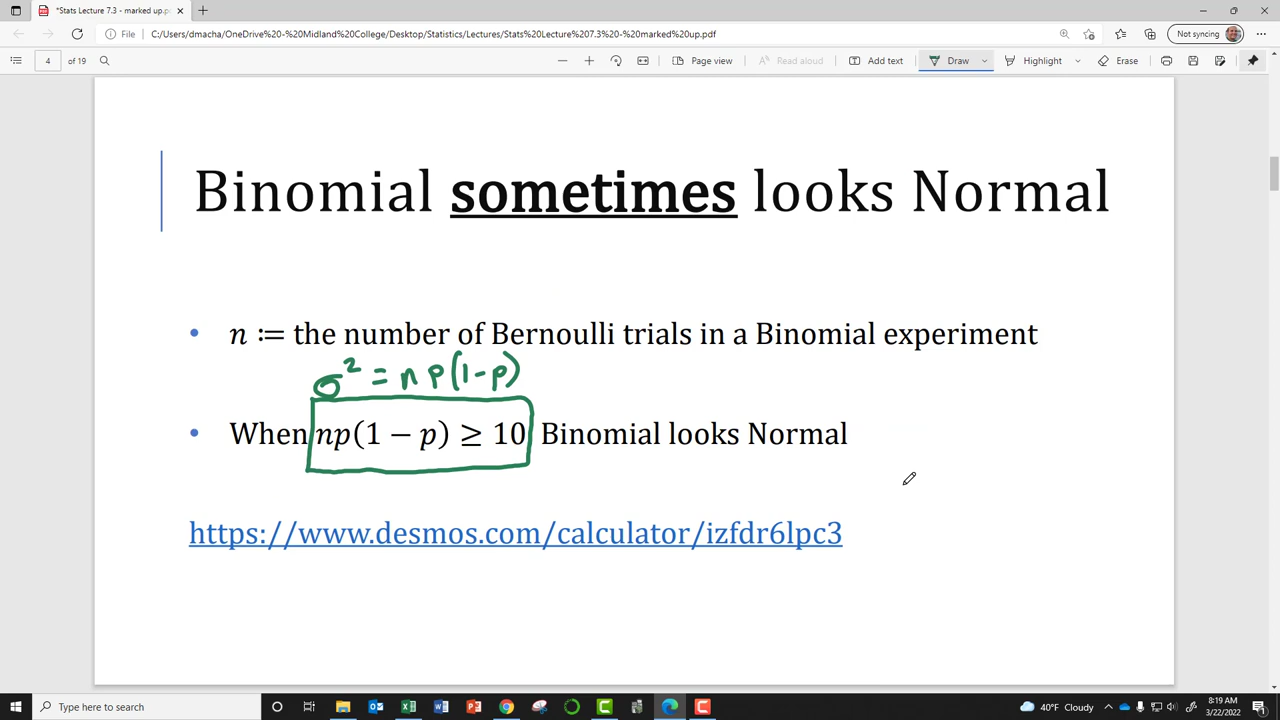 *Stats Lecture 7.3 - marked up.p
File C:/Users/dmacha/OneDrive%20-%20Midland%20College/Desktop/Statistics/Lectures/Stats%20Lecture%207.3%20-%20marked%20up.pdf Not syncing
4 of 19 Page view Read aloud Add text Draw Highlight Erase
Binomial sometimes looks Normal
• n ≔ the number of Bernoulli trials in a Binomial experiment
σ² = np(1-p)
• When np(1 − p) ≥ 10 Binomial looks Normal
https://www.desmos.com/calculator/izfdr6lpc3
Type here to search 40°F Cloudy 8:19 AM
3/22/2022